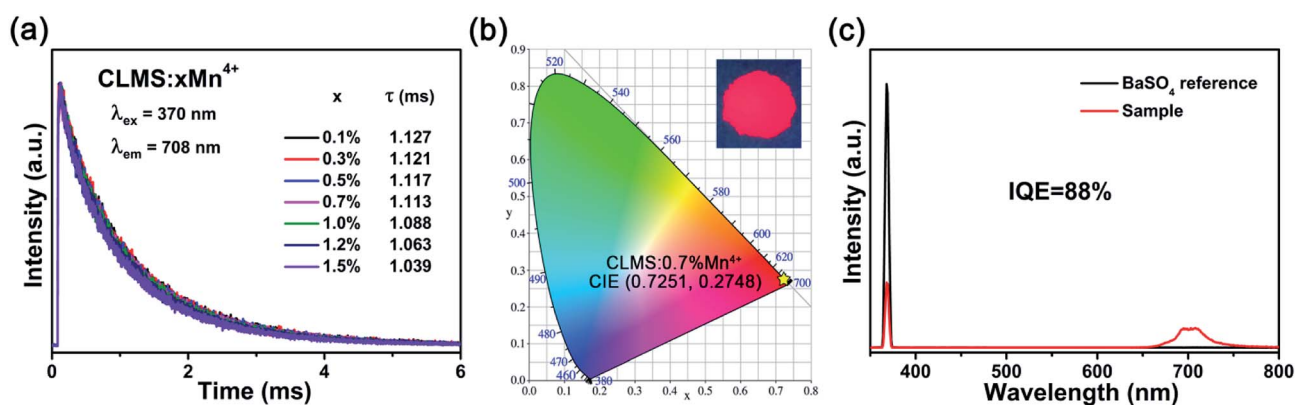 (a)
CLMS:xMn⁴⁺
λex = 370 nm
λem = 708 nm
x τ (ms)
0.1% 1.127
0.3% 1.121
0.5% 1.117
0.7% 1.113
1.0% 1.088
1.2% 1.063
1.5% 1.039
Intensity (a.u.)
0 2 4 6
Time (ms)
(b)
0.9
0.8
0.7
0.6
0.5
y
0.4
0.3
0.2
0.1
0.0
0.0 0.1 0.2 0.3 0.4 0.5 0.6 0.7 0.8
x
520
540
560
580
600
620
700
500
490
480
470
460
380
CLMS:0.7%Mn⁴⁺
CIE (0.7251, 0.2748)
(c)
BaSO₄ reference
Sample
IQE=88%
Intensity (a.u.)
400 500 600 700 800
Wavelength (nm)